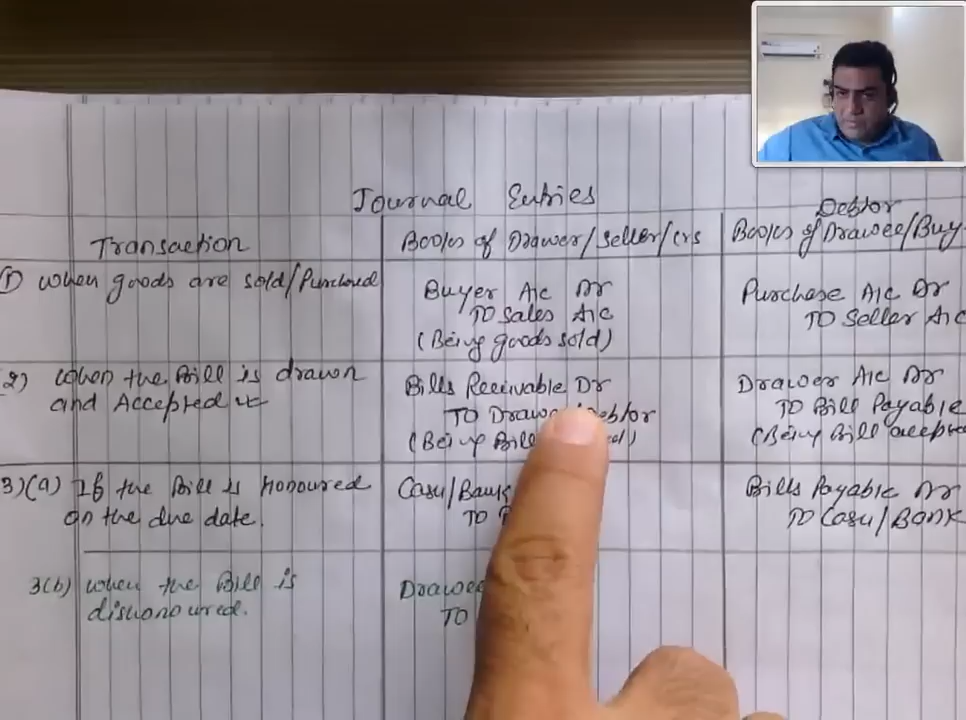 Journal Entries
Transaction
Books of Drawer/Seller/crs
Debtor
Books of Drawee/Buy
1) when goods are sold/Purchased
Buyer A/c Dr
To Sales A/c
(Being goods sold)
Purchase A/c Dr
To Seller A/c
2) when the Bill is drawn
and Accepted it
Bills Receivable Dr
To
(Being Bill
Drawer A/c Dr
To Bill Payable
(Being Bill accepted
3)(a) If the Bill is Honoured
on the due date.
Cash/Bank
To
Bills Payable Dr
To Cash/Bank
3(b) when the Bill is
dishonoured.
Drawee
To